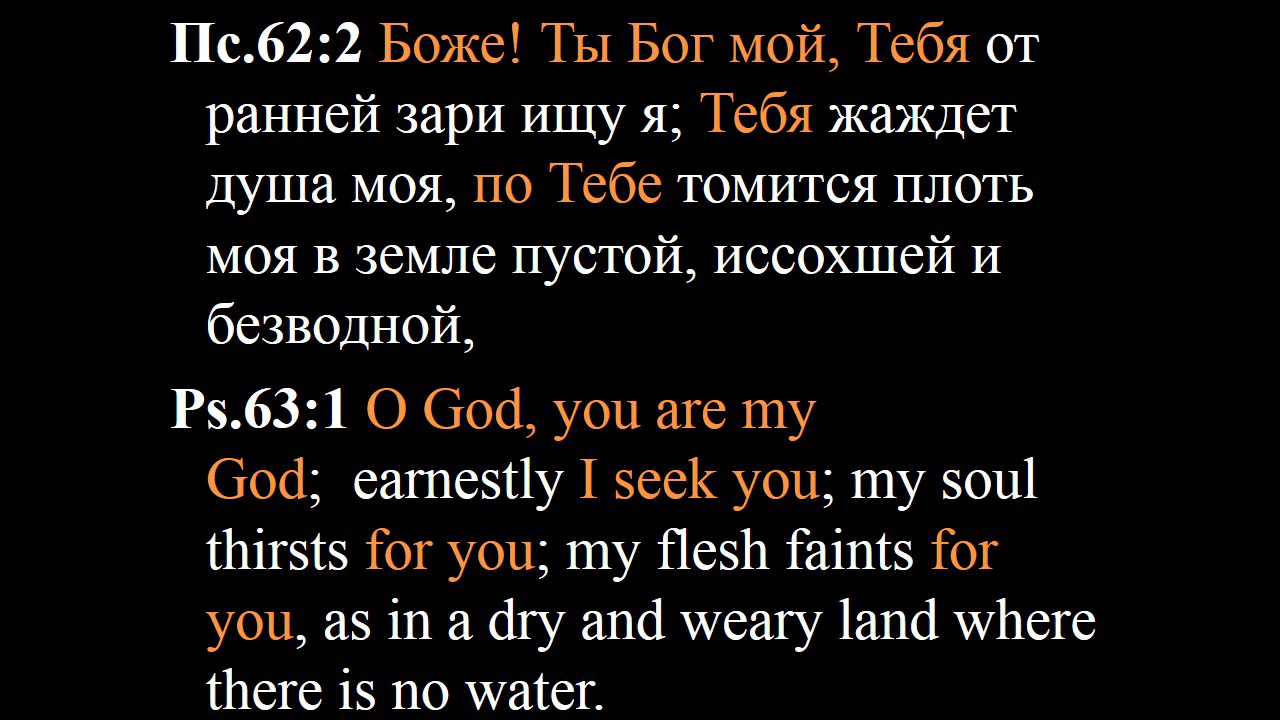 Пс.62:2 Боже! Ты Бог мой, Тебя от
ранней зари ищу я; Тебя жаждет
душа моя, по Тебе томится плоть
моя в земле пустой, иссохшей и
безводной,
Ps.63:1 O God, you are my
God;  earnestly I seek you; my soul
thirsts for you; my flesh faints for
you, as in a dry and weary land where
there is no water.